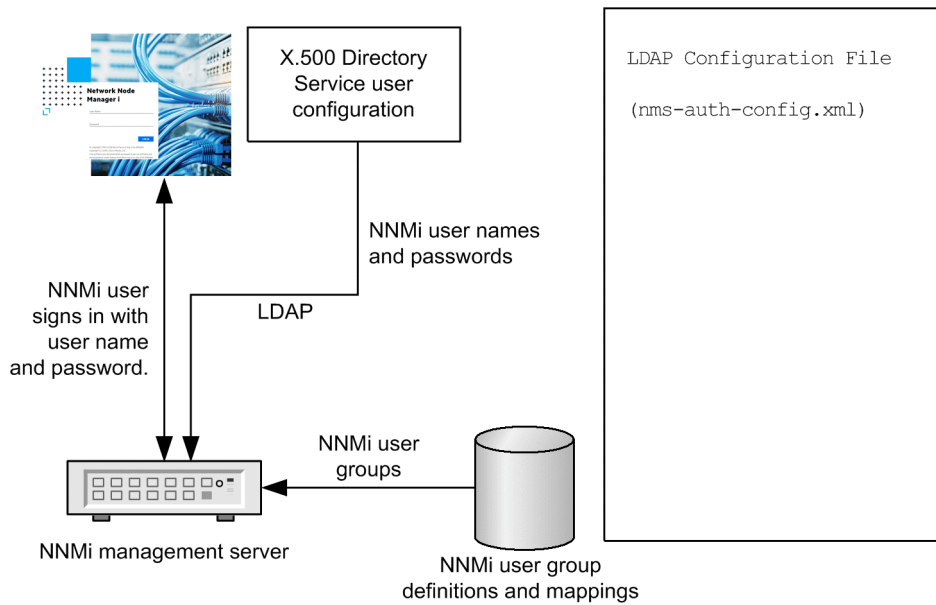 Network Node
Manager i
X.500 Directory
Service user
configuration
LDAP Configuration File
(nms-auth-config.xml)
NNMi user names
and passwords
NNMi user
signs in with
user name
and password.
LDAP
NNMi user
groups
NNMi management server
NNMi user group
definitions and mappings